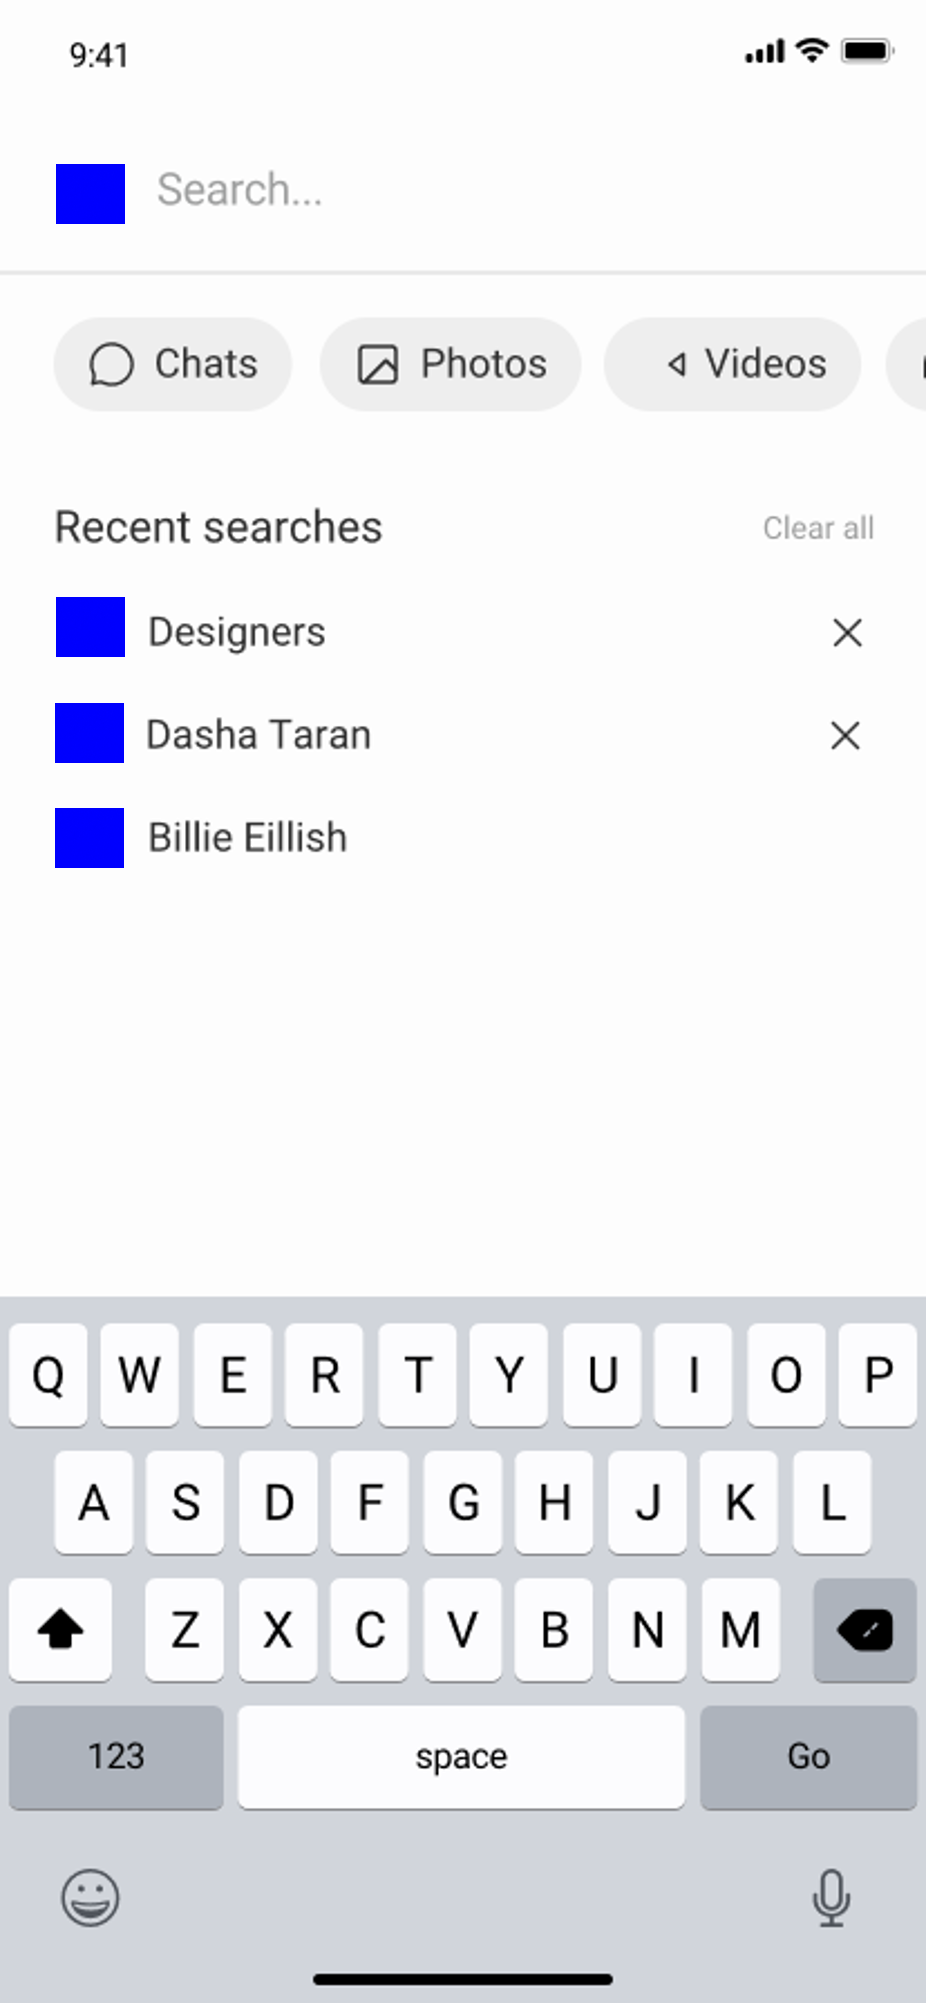 9:41
Search...
Chats Photos Videos
Recent searches Clear all
Designers
Dasha Taran
Billie Eillish
Q W E R T Y U I O P
A S D F G H J K L
Z X C V B N M
123 space Go